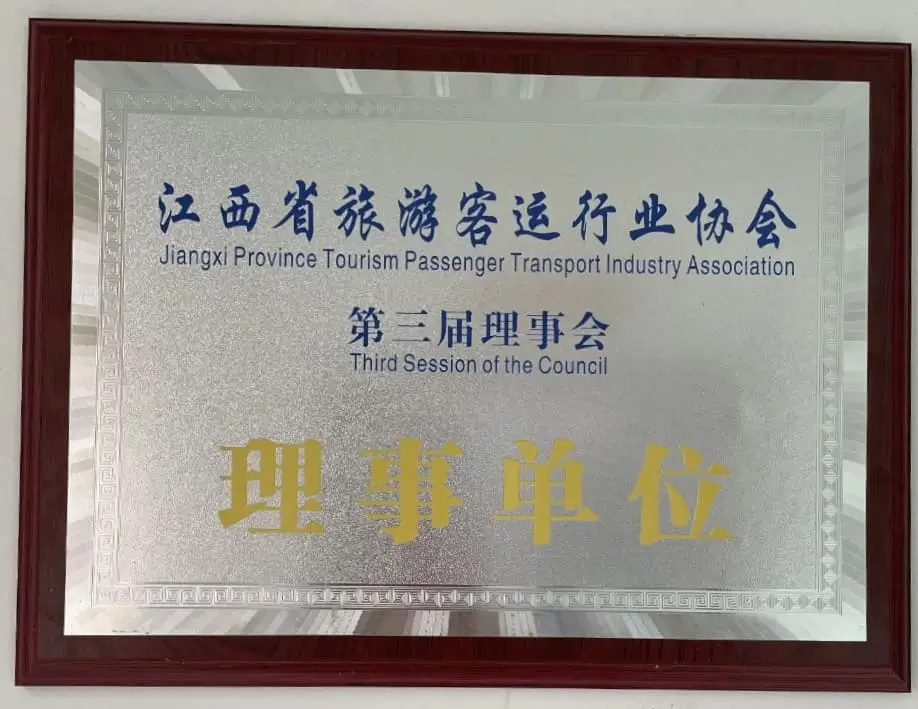 江西省旅游客运行业协会
Jiangxi Province Tourism Passenger Transport Industry Association
第三届理事会
Third Session of the Council
理事单位